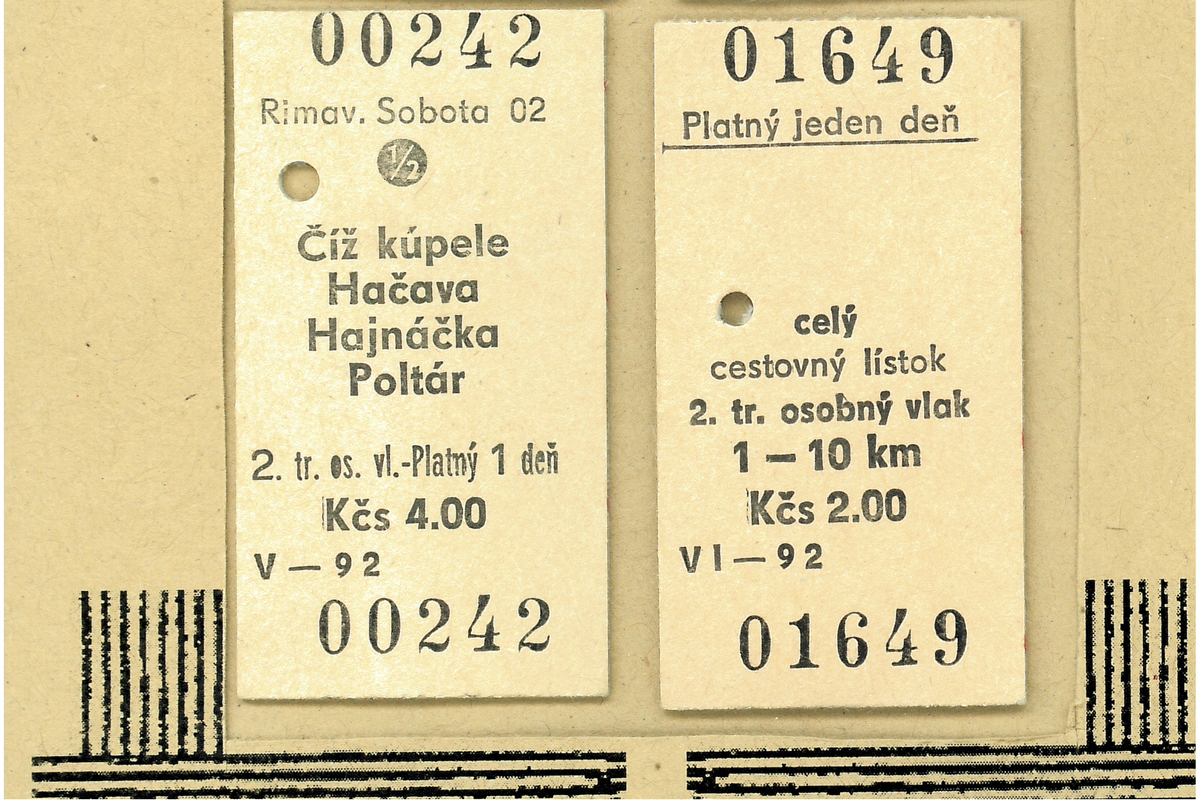 00242
Rimav. Sobota 02
1/2
Číž kúpele
Hačava
Hajnáčka
Poltár
2. tr. os. vl.-Platný 1 deň
Kčs 4.00
V — 92
00242
01649
Platný jeden deň
celý
cestovný lístok
2. tr. osobný vlak
1 — 10 km
Kčs 2.00
VI — 92
01649